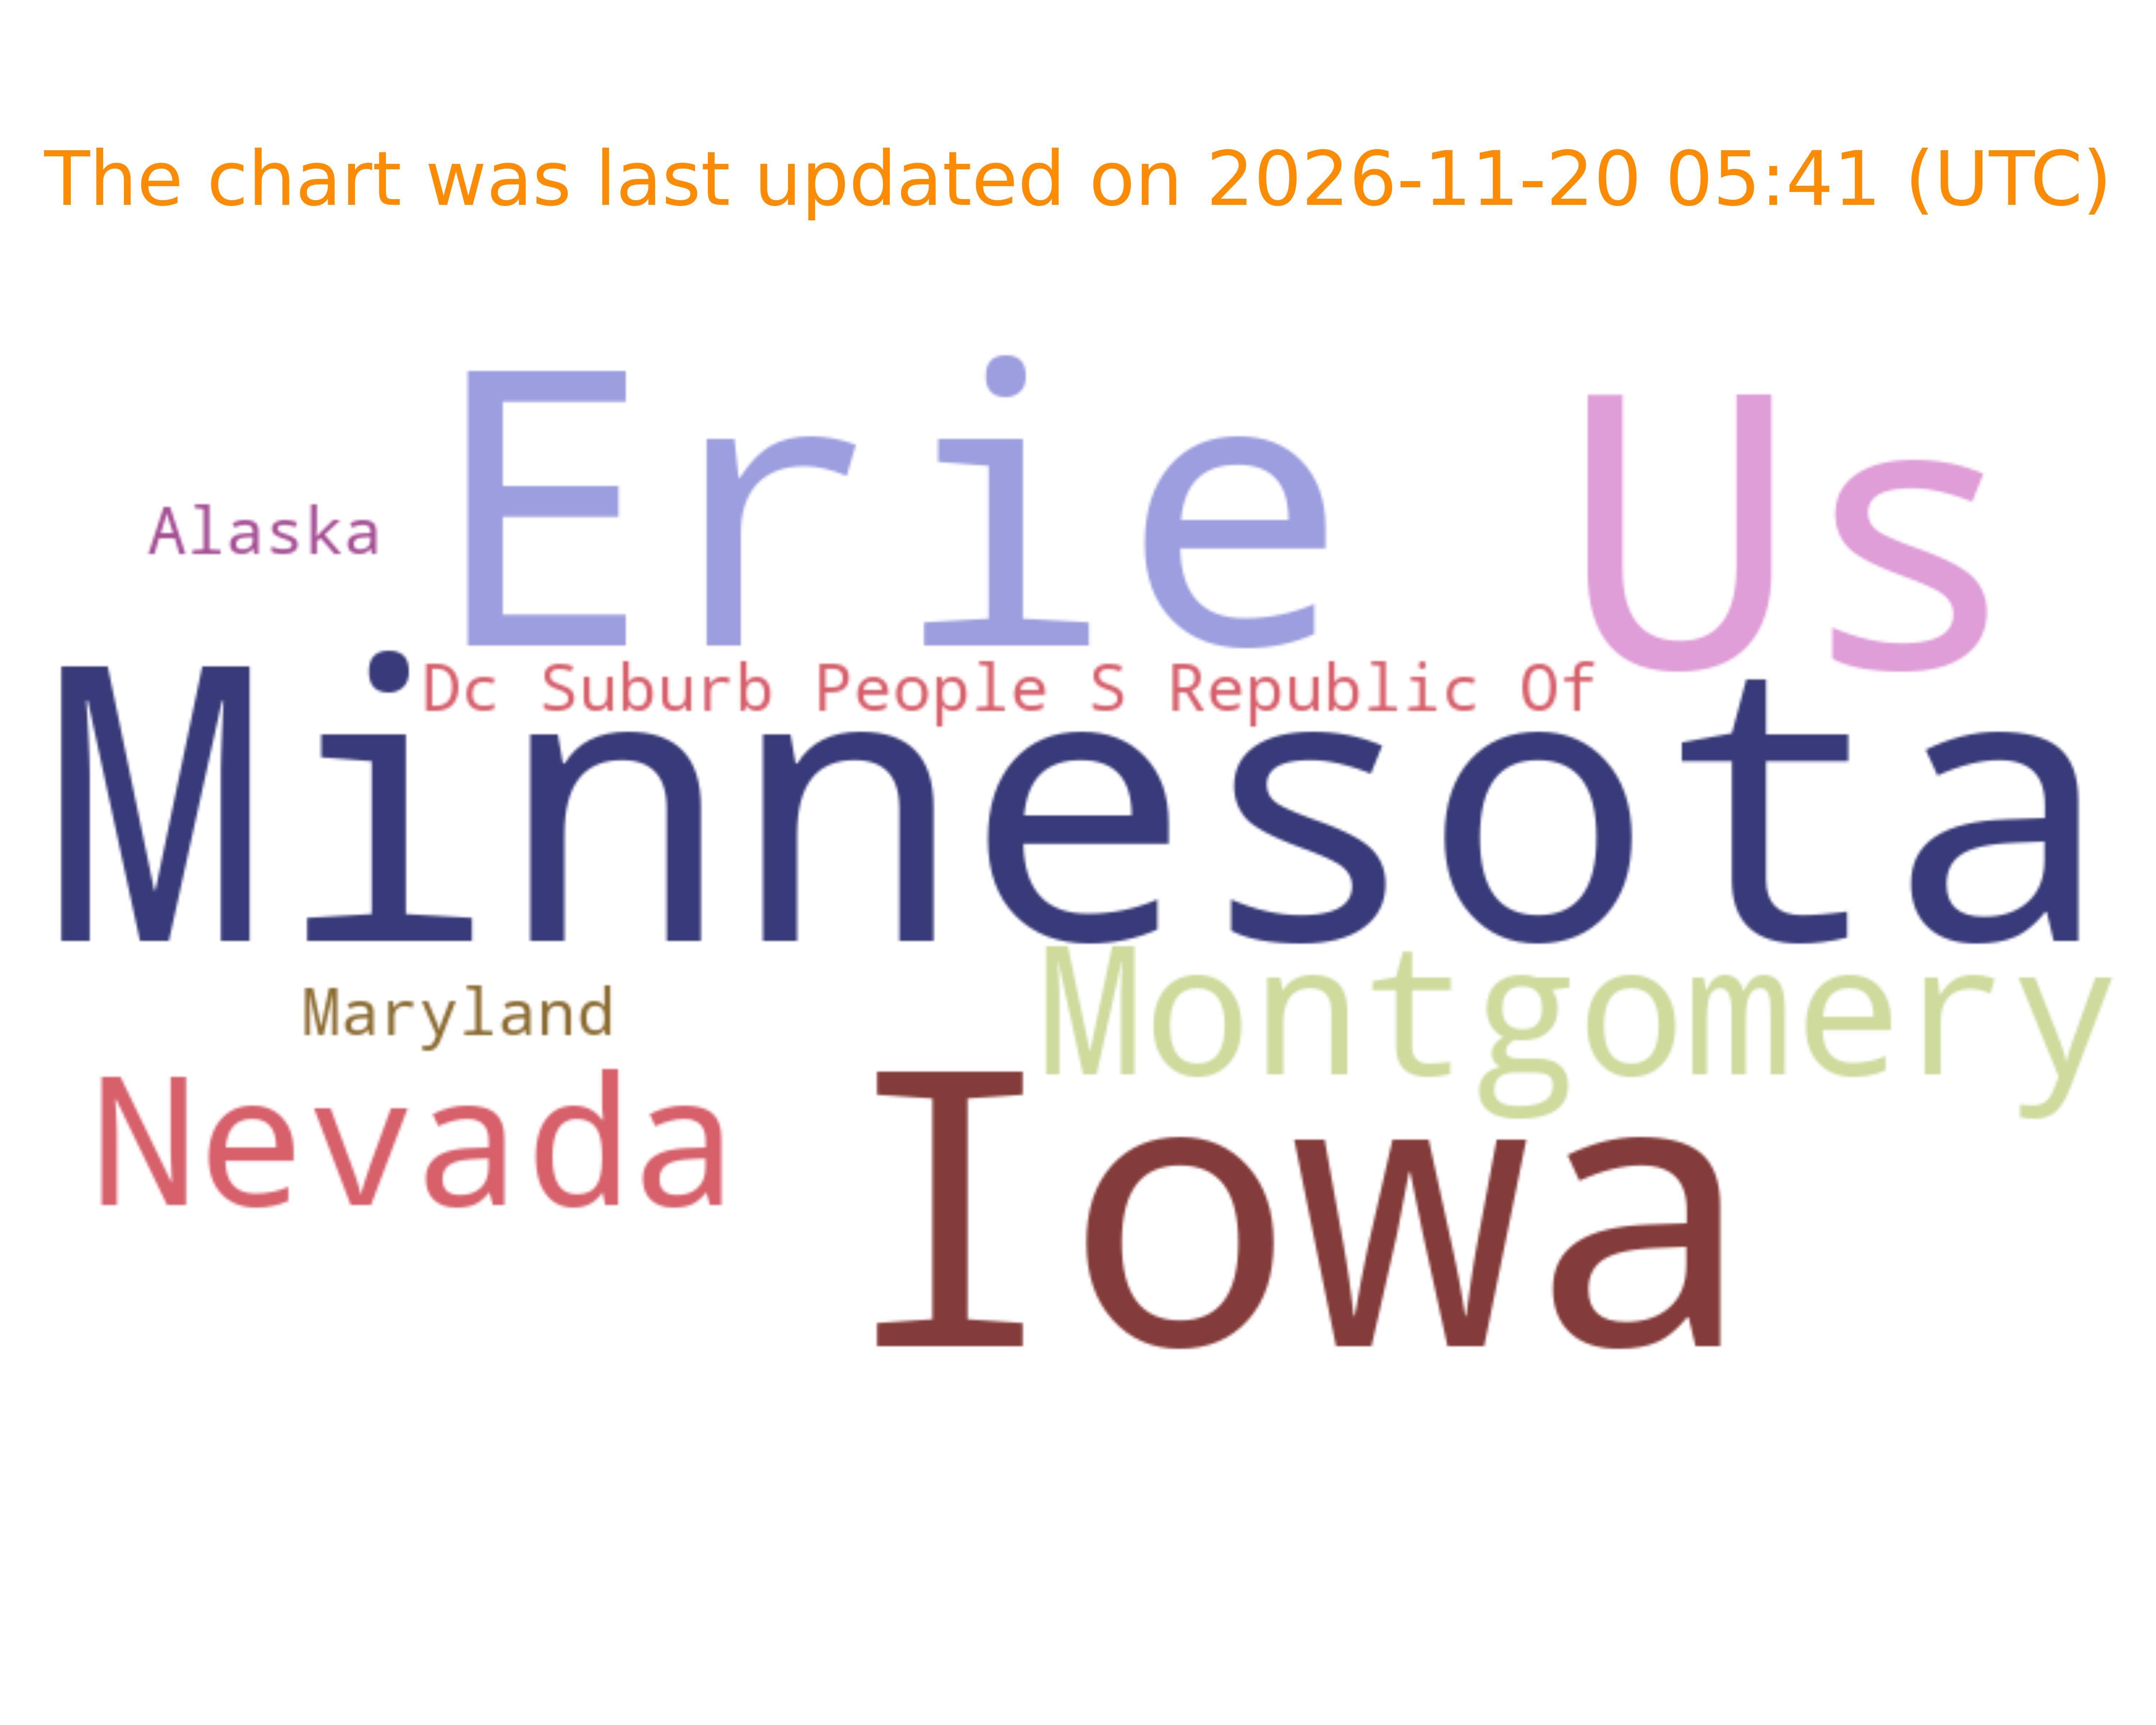 The chart was last updated on 2026-11-20 05:41 (UTC)
Erie
Us
Alaska
Dc Suburb People S Republic Of
Minnesota
Montgomery
Maryland
Nevada
Iowa